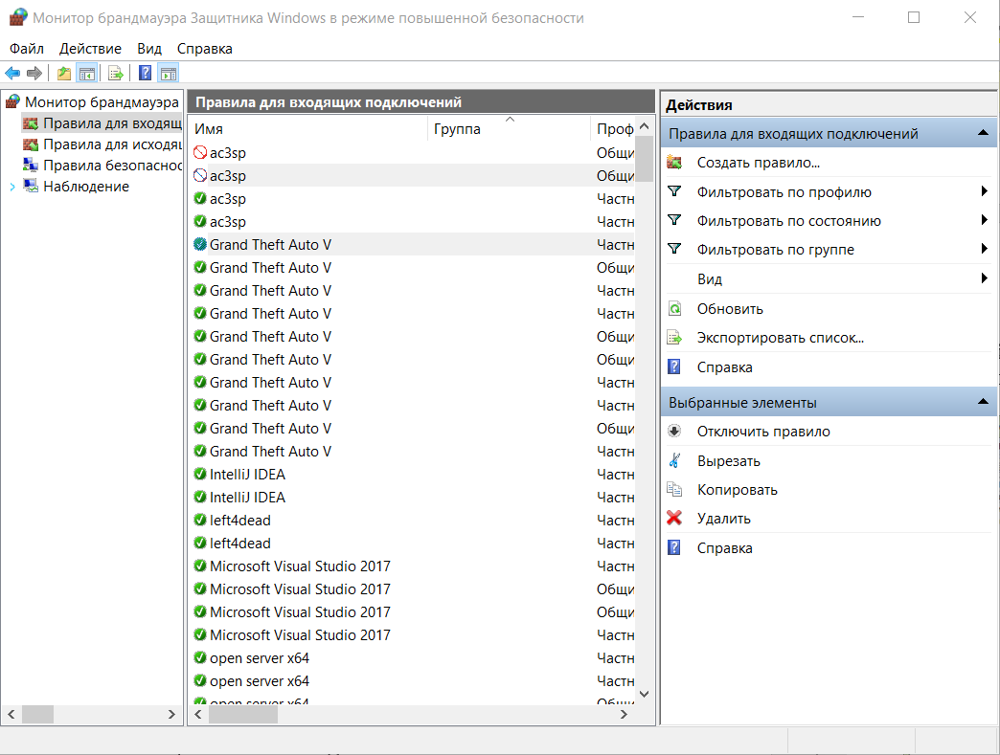 Монитор брандмауэра Защитника Windows в режиме повышенной безопасности
Файл Действие Вид Справка
Монитор брандмауэра
Правила для входящ
Правила для исходя
Правила безопаснос
Наблюдение
Правила для входящих подключений
Имя Группа Проф
ac3sp Общи
ac3sp Общи
ac3sp Частн
ac3sp Частн
Grand Theft Auto V Частн
Grand Theft Auto V Общи
Grand Theft Auto V Частн
Grand Theft Auto V Частн
Grand Theft Auto V Общи
Grand Theft Auto V Общи
Grand Theft Auto V Частн
Grand Theft Auto V Частн
Grand Theft Auto V Общи
Grand Theft Auto V Частн
IntelliJ IDEA Частн
IntelliJ IDEA Частн
left4dead Частн
left4dead Частн
Microsoft Visual Studio 2017 Частн
Microsoft Visual Studio 2017 Общи
Microsoft Visual Studio 2017 Общи
Microsoft Visual Studio 2017 Частн
open server x64 Частн
open server x64 Частн
open server x64 Общи
Действия
Правила для входящих подключений
Создать правило...
Фильтровать по профилю
Фильтровать по состоянию
Фильтровать по группе
Вид
Обновить
Экспортировать список...
Справка
Выбранные элементы
Отключить правило
Вырезать
Копировать
Удалить
Справка